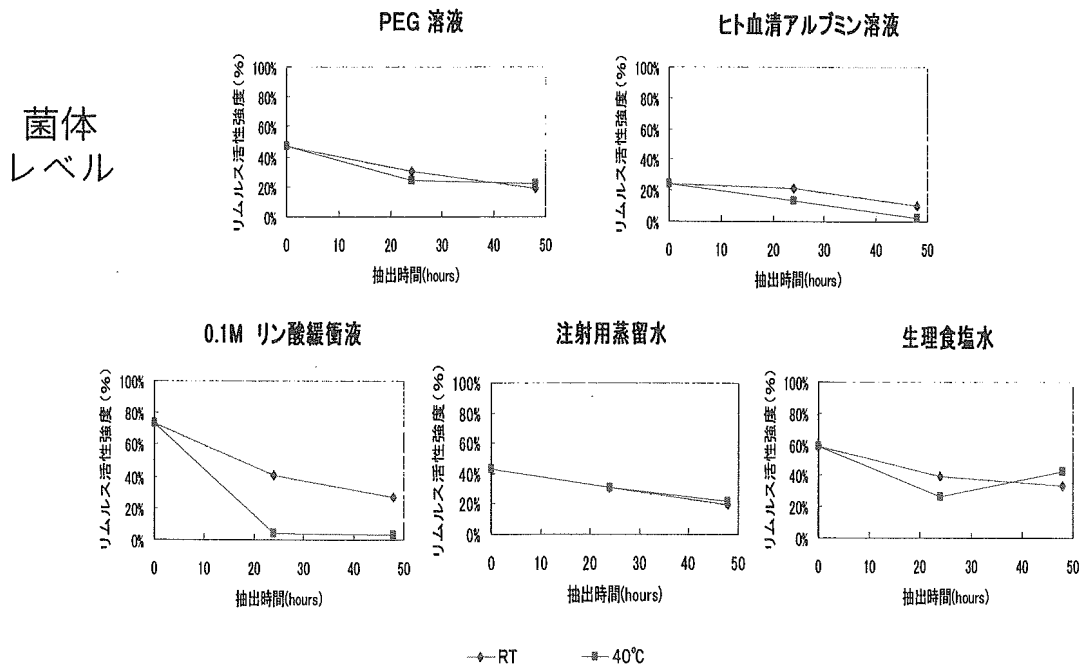 菌体
レベル
PEG 溶液
リムルス活性強度(%)
100%
80%
60%
40%
20%
0%
0 10 20 30 40 50
抽出時間(hours)
ヒト血清アルブミン溶液
リムルス活性強度(%)
100%
80%
60%
40%
20%
0%
0 10 20 30 40 50
抽出時間(hours)
0.1M リン酸緩衝液
リムルス活性強度(%)
100%
80%
60%
40%
20%
0%
0 10 20 30 40 50
抽出時間(hours)
注射用蒸留水
リムルス活性強度(%)
100%
80%
60%
40%
20%
0%
0 10 20 30 40 50
抽出時間(hours)
生理食塩水
リムルス活性強度(%)
100%
80%
60%
40%
20%
0%
0 10 20 30 40 50
抽出時間(hours)
RT 40℃